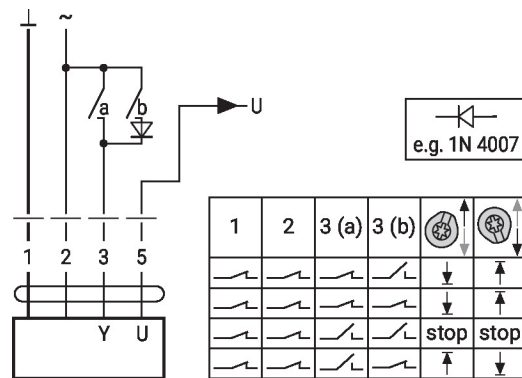 ⊥ ~
a b
U
e.g. 1N 4007
1 2 3 5
Y U
1 2 3 (a) 3 (b)
stop stop